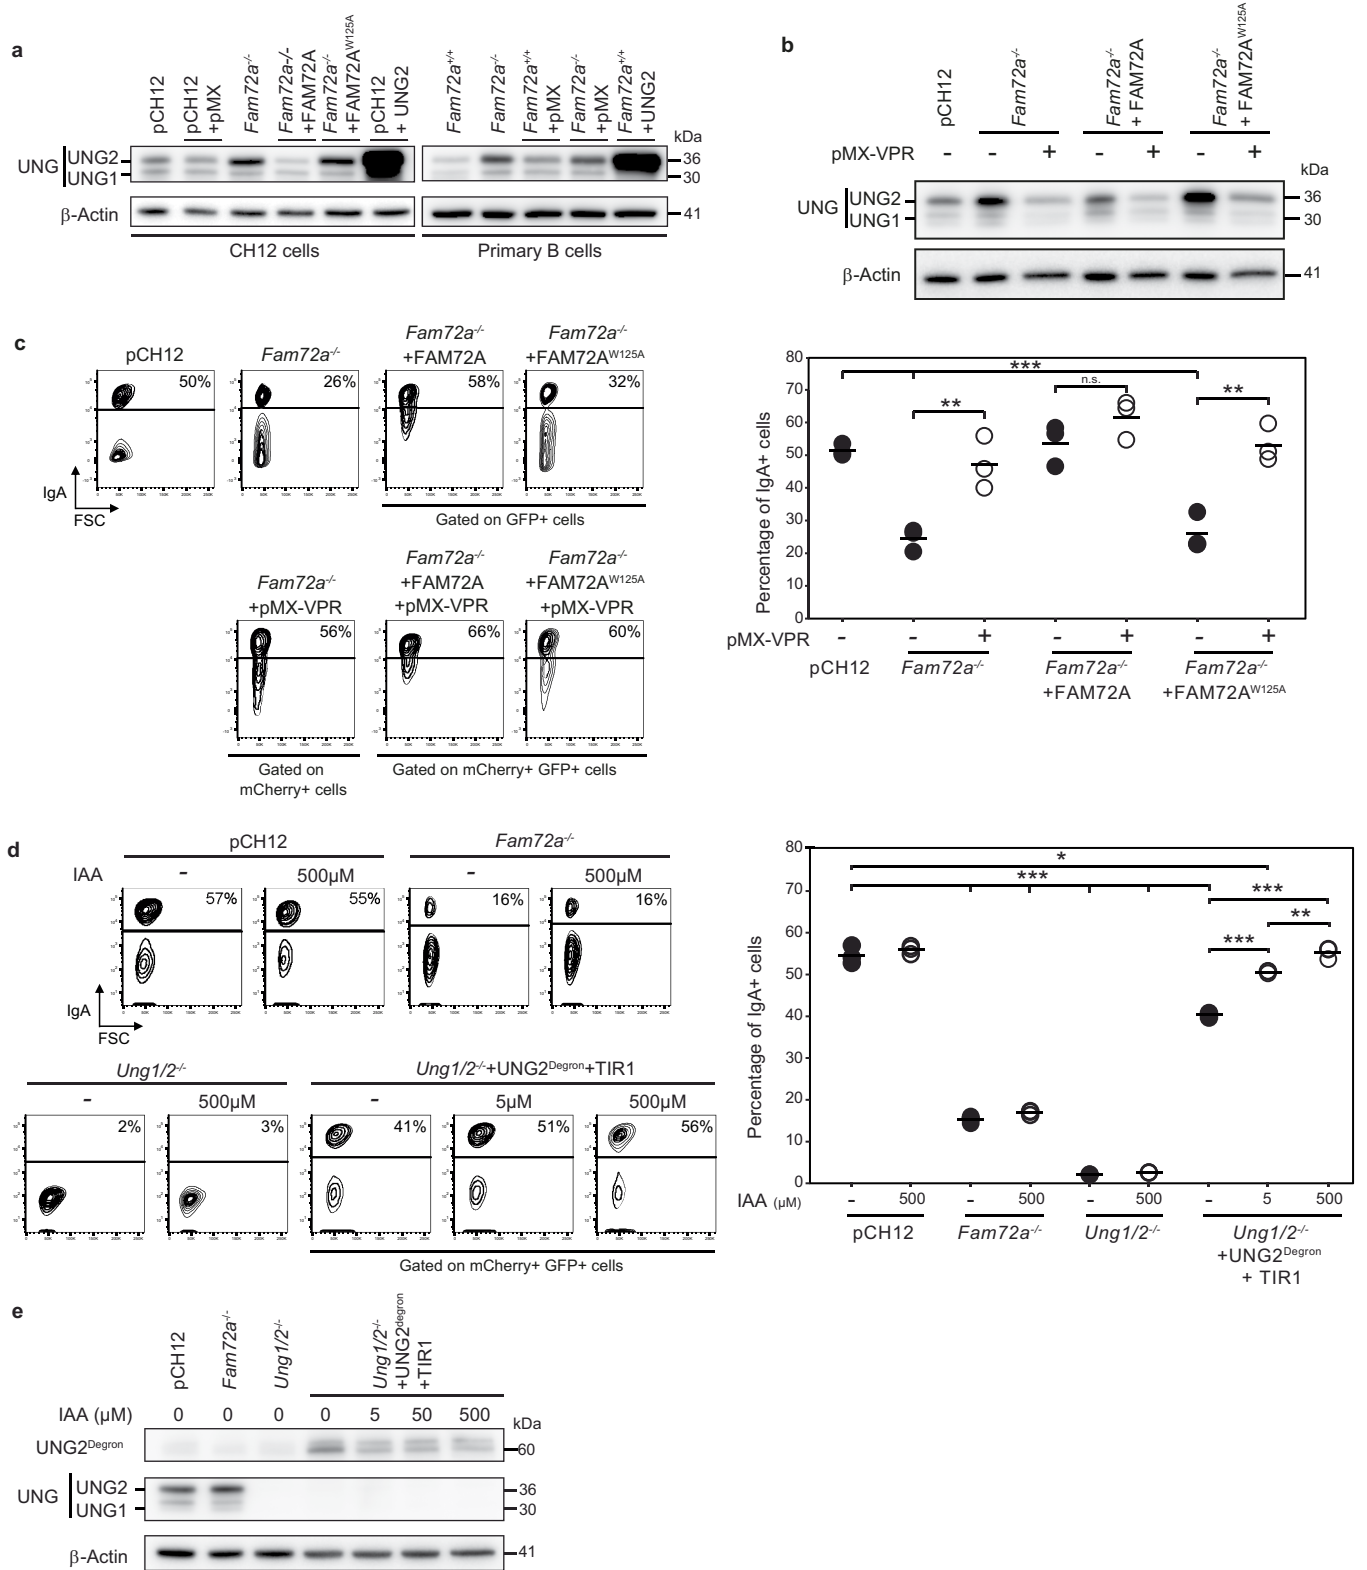 a
pCH12
pCH12
+pMX
Fam72a-/-
Fam72a-/-
+FAM72A
Fam72a-/-
+FAM72AW125A
pCH12
+ UNG2
Fam72a+/+
Fam72a-/-
Fam72a+/+
+pMX
Fam72a-/-
+pMX
Fam72a+/+
+UNG2
kDa
UNG
UNG2
UNG1
36
30
β-Actin
41
CH12 cells
Primary B cells
b
pCH12
Fam72a-/-
Fam72a-/-
+ FAM72A
Fam72a-/-
+ FAM72AW125A
pMX-VPR - - + - + - +
kDa
UNG
UNG2
UNG1
36
30
β-Actin
41
c
pCH12
50%
Fam72a-/-
26%
Fam72a-/-
+FAM72A
58%
Fam72a-/-
+FAM72AW125A
32%
IgA
FSC
Gated on GFP+ cells
Fam72a-/-
+pMX-VPR
56%
Fam72a-/-
+FAM72A
+pMX-VPR
66%
Fam72a-/-
+FAM72AW125A
+pMX-VPR
60%
Gated on
mCherry+ cells
Gated on mCherry+ GFP+ cells
Percentage of IgA+ cells
80
70
60
50
40
30
20
10
0
***
**
n.s.
**
pMX-VPR - - + - + - +
pCH12
Fam72a-/-
Fam72a-/-
+FAM72A
Fam72a-/-
+FAM72AW125A
d
pCH12
Fam72a-/-
IAA - 500µM - 500µM
57%
55%
16%
16%
IgA
FSC
Ung1/2-/-
Ung1/2-/-+UNG2Degron+TIR1
- 500µM - 5µM 500µM
2%
3%
41%
51%
56%
Gated on mCherry+ GFP+ cells
Percentage of IgA+ cells
80
70
60
50
40
30
20
10
0
*
***
***
**
***
IAA (µM) - 500 - 500 - 500 - 5 500
pCH12
Fam72a-/-
Ung1/2-/-
Ung1/2-/-
+UNG2Degron
+ TIR1
e
pCH12
Fam72a-/-
Ung1/2-/-
Ung1/2-/-
+UNG2degron
+TIR1
IAA (µM) 0 0 0 0 5 50 500
kDa
UNG2Degron
60
UNG
UNG2
UNG1
36
30
β-Actin
41